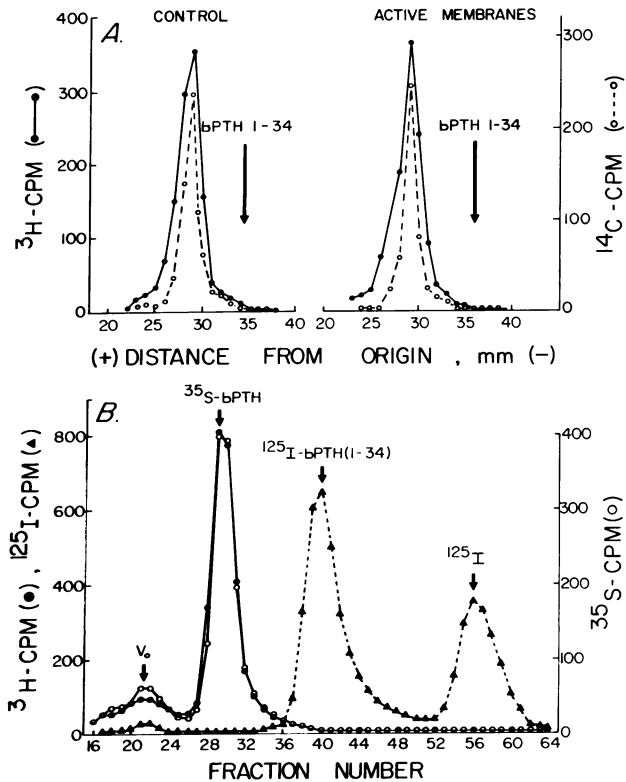 A.
CONTROL
ACTIVE MEMBRANES
400
300
200
100
0
³H-CPM (●—●)
bPTH 1-34
bPTH 1-34
300
200
100
0
¹⁴C-CPM (o---o)
20 25 30 35 40
20 25 30 35 40
(+) DISTANCE FROM ORIGIN , mm (−)
B.
³⁵S-bPTH
¹²⁵I-bPTH(1-34)
¹²⁵I
Vₒ
800
600
400
200
0
³H-CPM (●) , ¹²⁵I-CPM (▲)
400
300
200
100
0
³⁵S-CPM (o)
16 20 24 28 32 36 40 44 48 52 56 60 64
FRACTION NUMBER